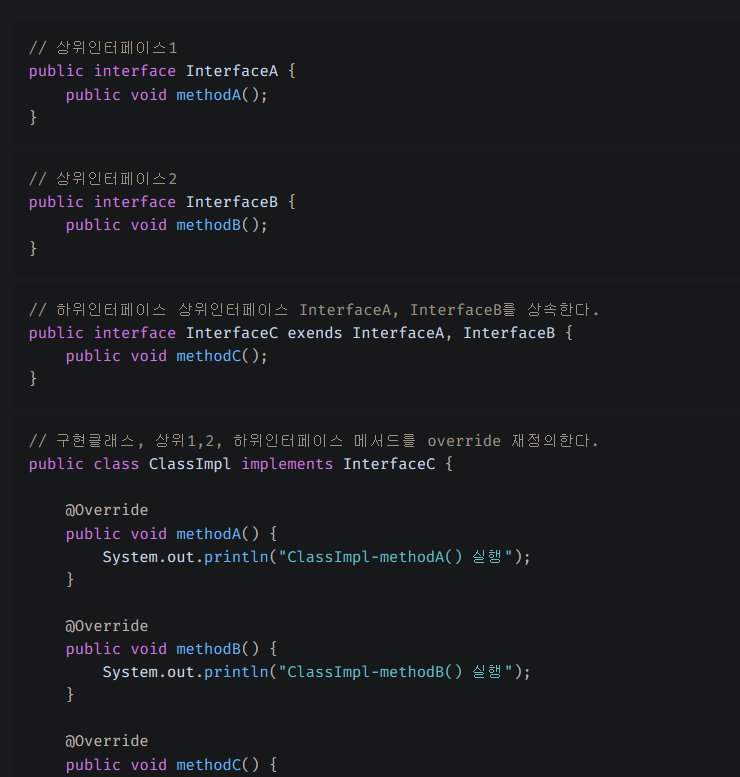 // 상위인터페이스1
public interface InterfaceA {
    public void methodA();
}
// 상위인터페이스2
public interface InterfaceB {
    public void methodB();
}
// 하위인터페이스 상위인터페이스 InterfaceA, InterfaceB를 상속한다.
public interface InterfaceC exends InterfaceA, InterfaceB {
    public void methodC();
}
// 구현클래스, 상위1,2, 하위인터페이스 메서드를 override 재정의한다.
public class ClassImpl implements InterfaceC {
    @Override
    public void methodA() {
        System.out.println("ClassImpl-methodA() 실행");
    }
    @Override
    public void methodB() {
        System.out.println("ClassImpl-methodB() 실행");
    }
    @Override
    public void methodC() {